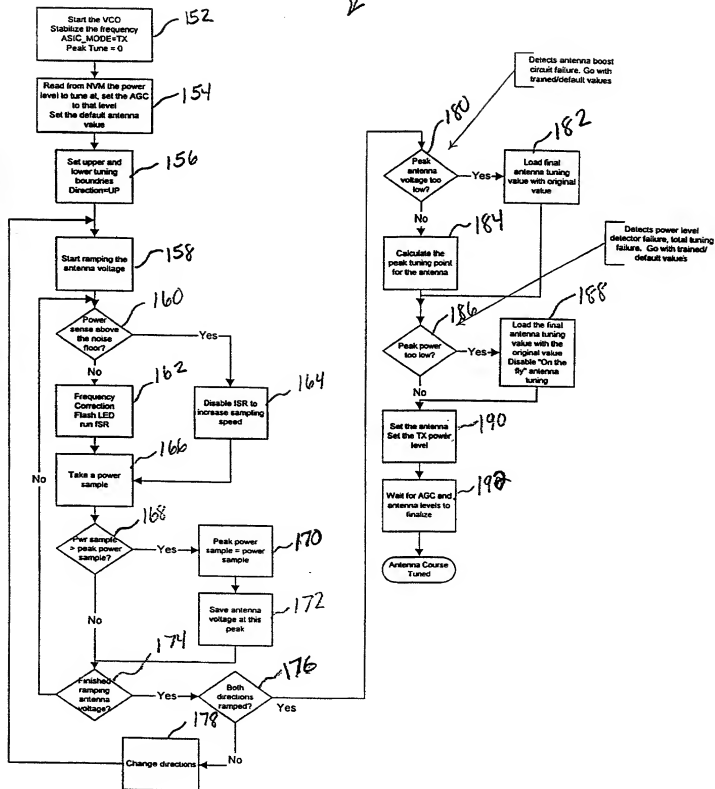 152
Start the VCO
Stabilize the frequency
ASIC_MODE=TX
Peak Tune = 0
154
Read from NVM the power
level to tune at, set the AGC
to that level
Set the default antenna
value
156
Set upper and
lower tuning
boundries
Direction=UP
158
Start ramping the
antenna voltage
160
Power
sense above
the noise
floor?
Yes
No
162
Frequency
Correction
Flash LED
run ISR
164
Disable ISR to
increase sampling
speed
166
Take a power
sample
No
168
Pwr sample
> peak power
sample?
Yes
170
Peak power
sample = power
sample
172
Save antenna
voltage at this
peak
No
174
Finished
ramping
antenna
voltage?
Yes
176
Both
directions
ramped?
Yes
No
178
Change directions
Detects antenna boost
circuit failure. Go with
trained/default values
180
Peak
antenna
voltage too
low?
Yes
182
Load final
antenna tuning
value with original
value
No
184
Calculate the
peak tuning point
for the antenna
Detects power level
detector failure, total tuning
failure. Go with trained/
default values
186
Peak power
too low?
Yes
188
Load the final
antenna tuning
value with the
original value
Disable "On the
fly" antenna
tuning
No
190
Set the antenna
Set the TX power
level
192
Wait for AGC and
antenna levels to
finalize
Antenna Course
Tuned